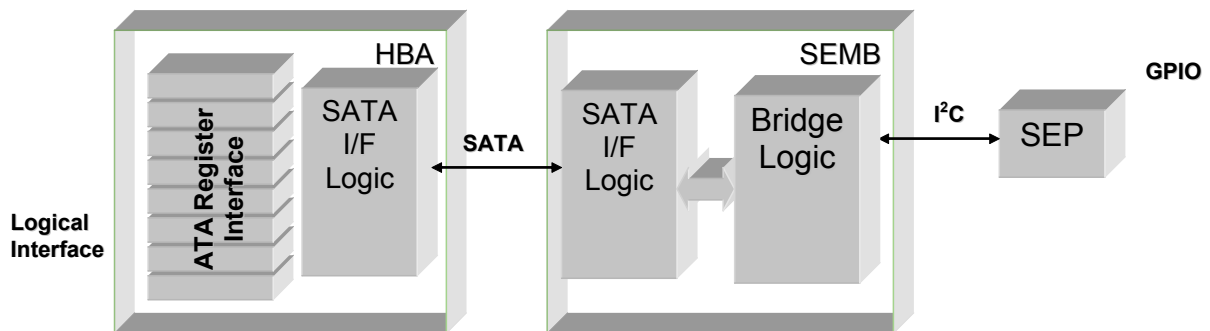 HBA
SEMB
GPIO
ATA Register
Interface
SATA
I/F
Logic
SATA
SATA
I/F
Logic
Bridge
Logic
I²C
SEP
Logical
Interface